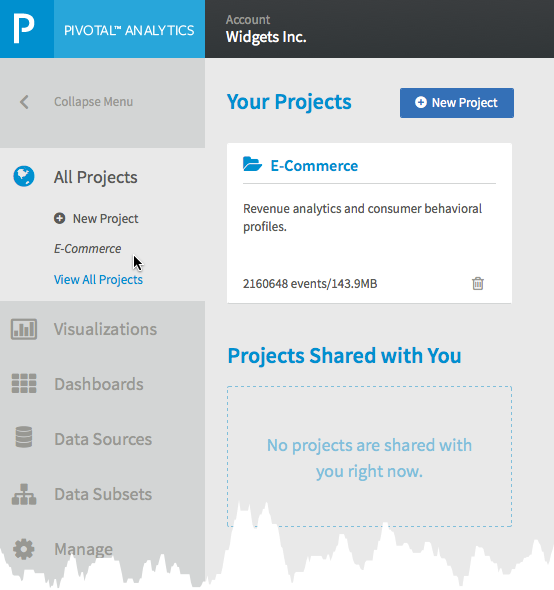 P
PIVOTAL™ ANALYTICS
Account
Widgets Inc.
Collapse Menu
All Projects
New Project
E-Commerce
View All Projects
Visualizations
Dashboards
Data Sources
Data Subsets
Manage
Your Projects
New Project
E-Commerce
Revenue analytics and consumer behavioral
profiles.
2160648 events/143.9MB
Projects Shared with You
No projects are shared with
you right now.